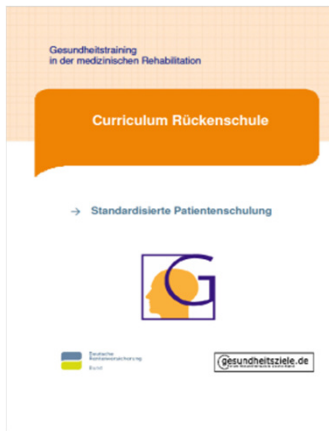 Gesundheitstraining
in der medizinischen Rehabilitation
Curriculum Rückenschule
→ Standardisierte Patientenschulung
G
Deutsche
Rentenversicherung
Bund
gesundheitsziele.de